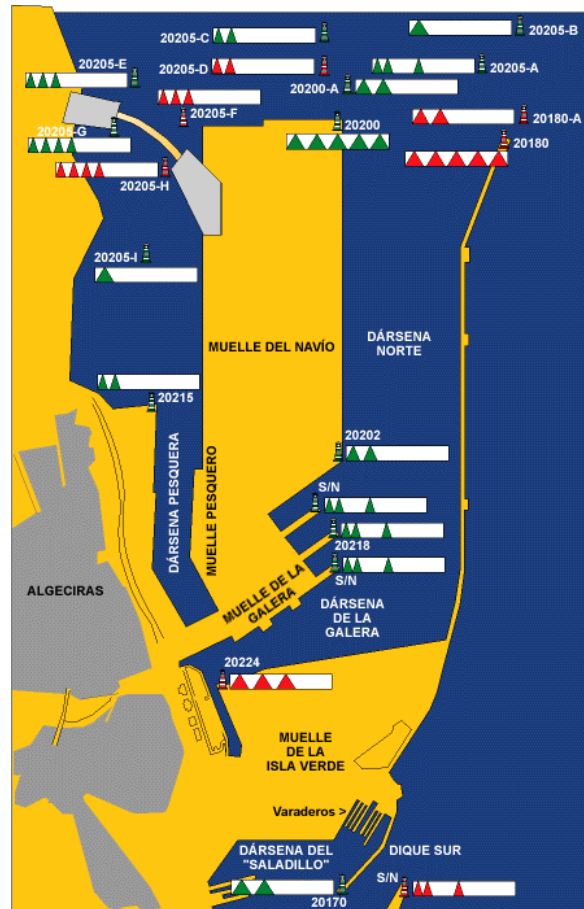 20205-C
20205-B
20205-E
20205-D
20205-A
20200-A
20205-F
20180-A
20205-G
20200
20180
20205-H
20205-I
MUELLE DEL NAVÍO
DÁRSENA
NORTE
20215
20202
DÁRSENA PESQUERA
MUELLE PESQUERO
S/N
20218
ALGECIRAS
MUELLE DE LA
GALERA
S/N
DÁRSENA
DE LA
GALERA
20224
MUELLE
DE LA
ISLA VERDE
Varaderos >
DÁRSENA DEL
"SALADILLO"
DIQUE SUR
S/N
20170